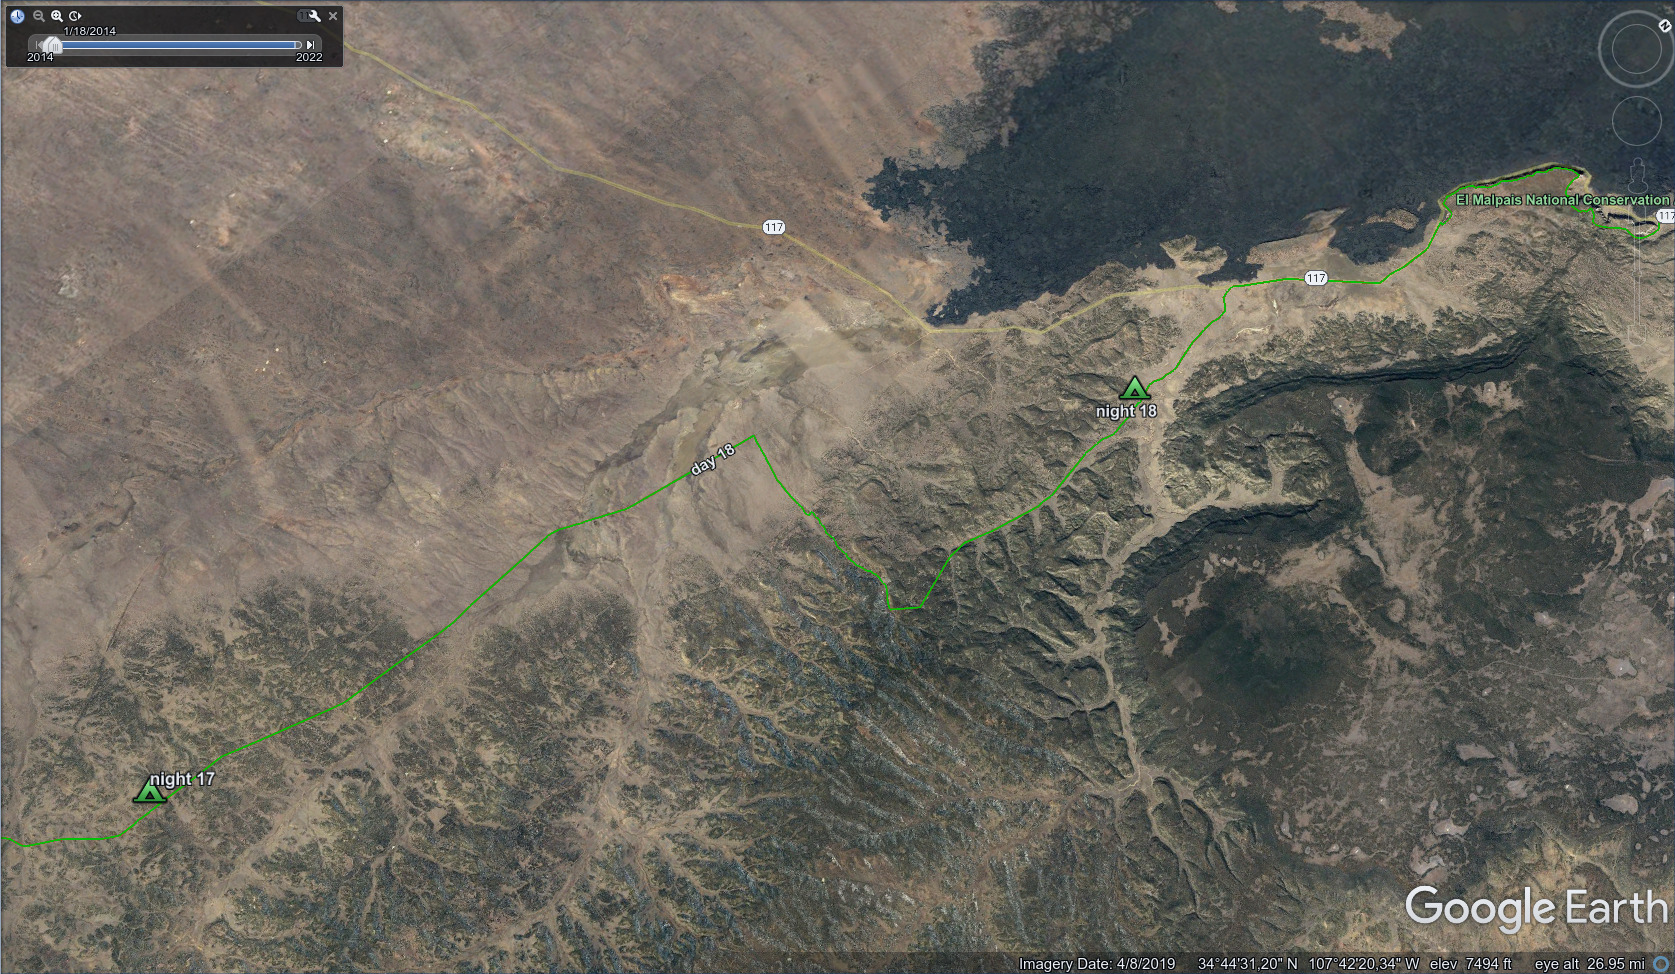 1/18/2014
2014
2022
117
El Malpais National Conservation
117
117
night 18
day 18
night 17
Google Earth
Imagery Date: 4/8/2019 34°44'31,20" N 107°42'20,34" W elev 7494 ft eye alt 26.95 mi